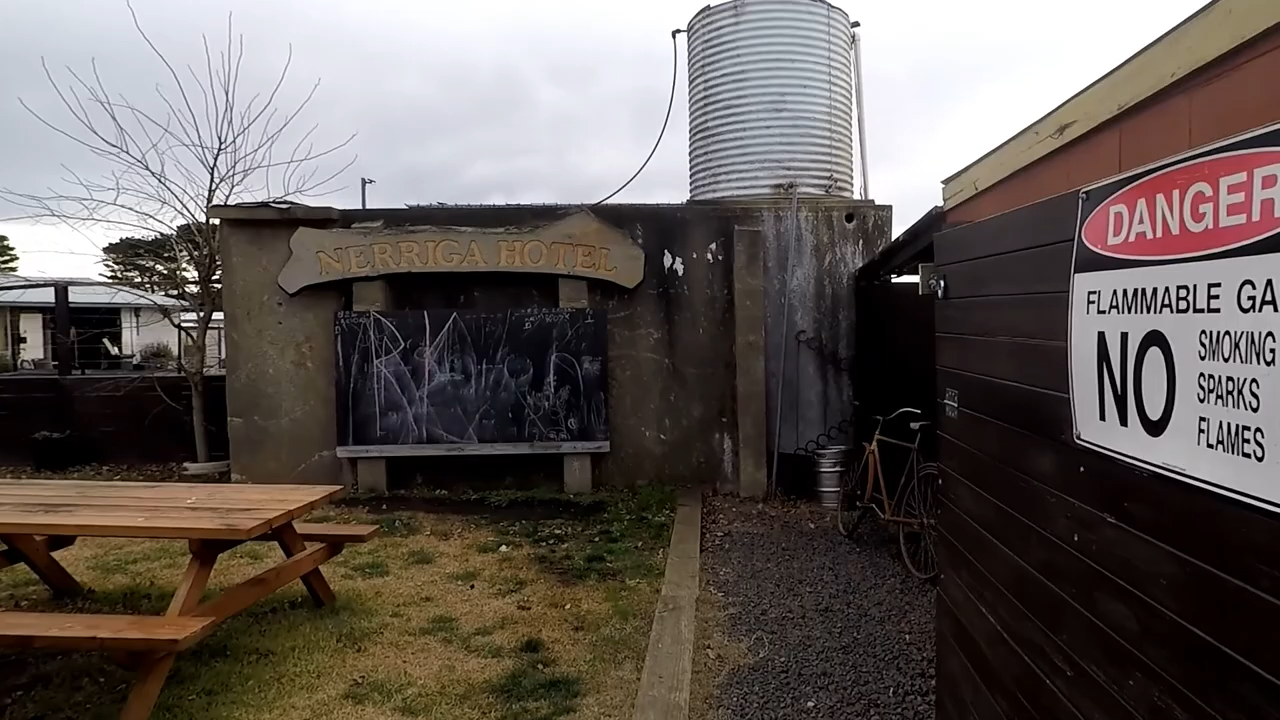 NERRIGA HOTEL
DANGER
FLAMMABLE GA
NO
SMOKING
SPARKS
FLAMES